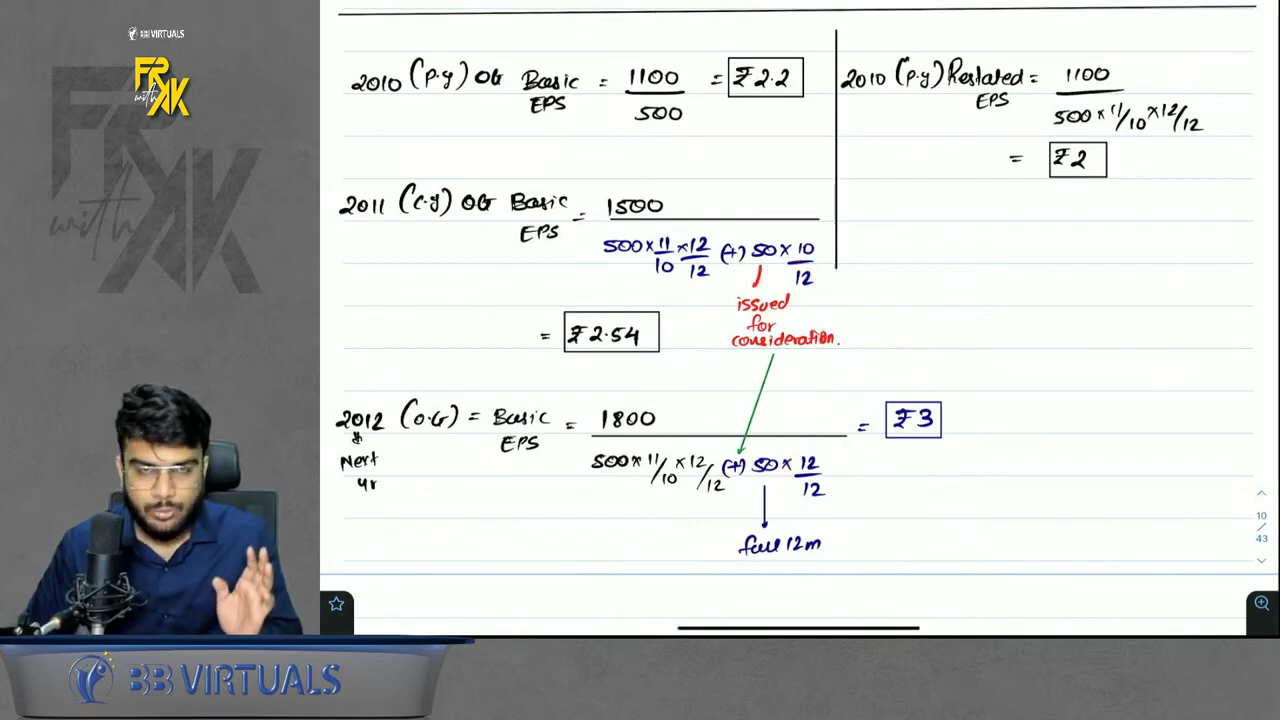 BB VIRTUALS
FR
with
AK
2010 (P.y) OG Basic EPS = 1100 / 500 = ₹2.2
2010 (P.y) Restated EPS = 1100 / 500 × 11/10 × 12/12
= ₹2
2011 (C.y) OG Basic EPS = 1500 / 500 × 11/10 × 12/12 (+) 50 × 10/12
issued
for
consideration.
= ₹2.54
2012 (O.G) = Basic EPS = 1800 / 500 × 11/10 × 12/12 (+) 50 × 12/12 = ₹3
Next
yr
full 12m
10
/
43
BB VIRTUALS